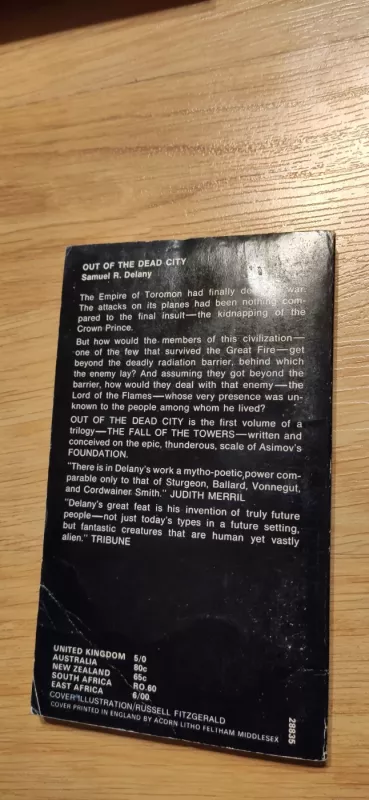 OUT OF THE DEAD CITY
Samuel R. Delany
The Empire of Toromon had finally war.
The attacks on its planes had been nothing com-
pared to the final insult—the kidnapping of the
Crown Prince.
But how would the members of this civilization—
one of the few that survived the Great Fire—get
beyond the deadly radiation barrier, behind which
the enemy lay? And assuming they got beyond the
barrier, how would they deal with that enemy—the
Lord of the Flames—whose very presence was un-
known to the people among whom he lived?
OUT OF THE DEAD CITY is the first volume of a
trilogy—THE FALL OF THE TOWERS—written and
conceived on the epic, thunderous, scale of Asimov's
FOUNDATION.
"There is in Delany's work a mytho-poetic power com-
parable only to that of Sturgeon, Ballard, Vonnegut,
and Cordwainer Smith." JUDITH MERRIL
"Delany's great feat is his invention of truly future
people—not just today's types in a future setting,
but fantastic creatures that are human yet vastly
alien." TRIBUNE
UNITED KINGDOM 5/0
AUSTRALIA 80c
NEW ZEALAND 65c
SOUTH AFRICA RO.60
EAST AFRICA 6/00
COVER ILLUSTRATION/RUSSELL FITZGERALD
COVER PRINTED IN ENGLAND BY ACORN LITHO FELTHAM MIDDLESEX
28835